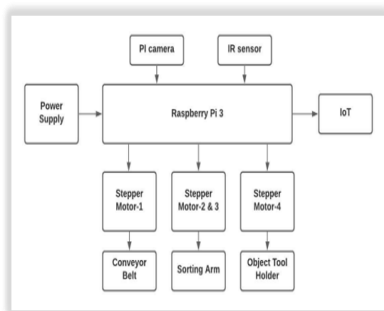 PI camera
IR sensor
Power
Supply
Raspberry Pi 3
IoT
Stepper
Motor-1
Stepper
Motor-2 & 3
Stepper
Motor-4
Conveyor
Belt
Sorting Arm
Object Tool
Holder